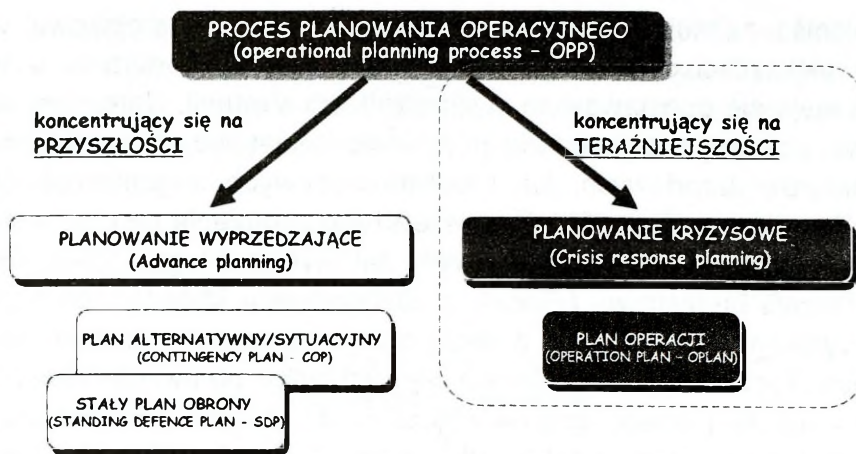 PROCES PLANOWANIA OPERACYJNEGO
(operational planning process – OPP)
koncentrujący się na
PRZYSZŁOŚCI
koncentrujący się na
TERAŹNIEJSZOŚCI
PLANOWANIE WYPRZEDZAJĄCE
(Advance planning)
PLANOWANIE KRYZYSOWE
(Crisis response planning)
PLAN ALTERNATYWNY/SYTUACYJNY
(CONTINGENCY PLAN - COP)
STAŁY PLAN OBRONY
(STANDING DEFENCE PLAN - SDP)
PLAN OPERACJI
(OPERATION PLAN - OPLAN)